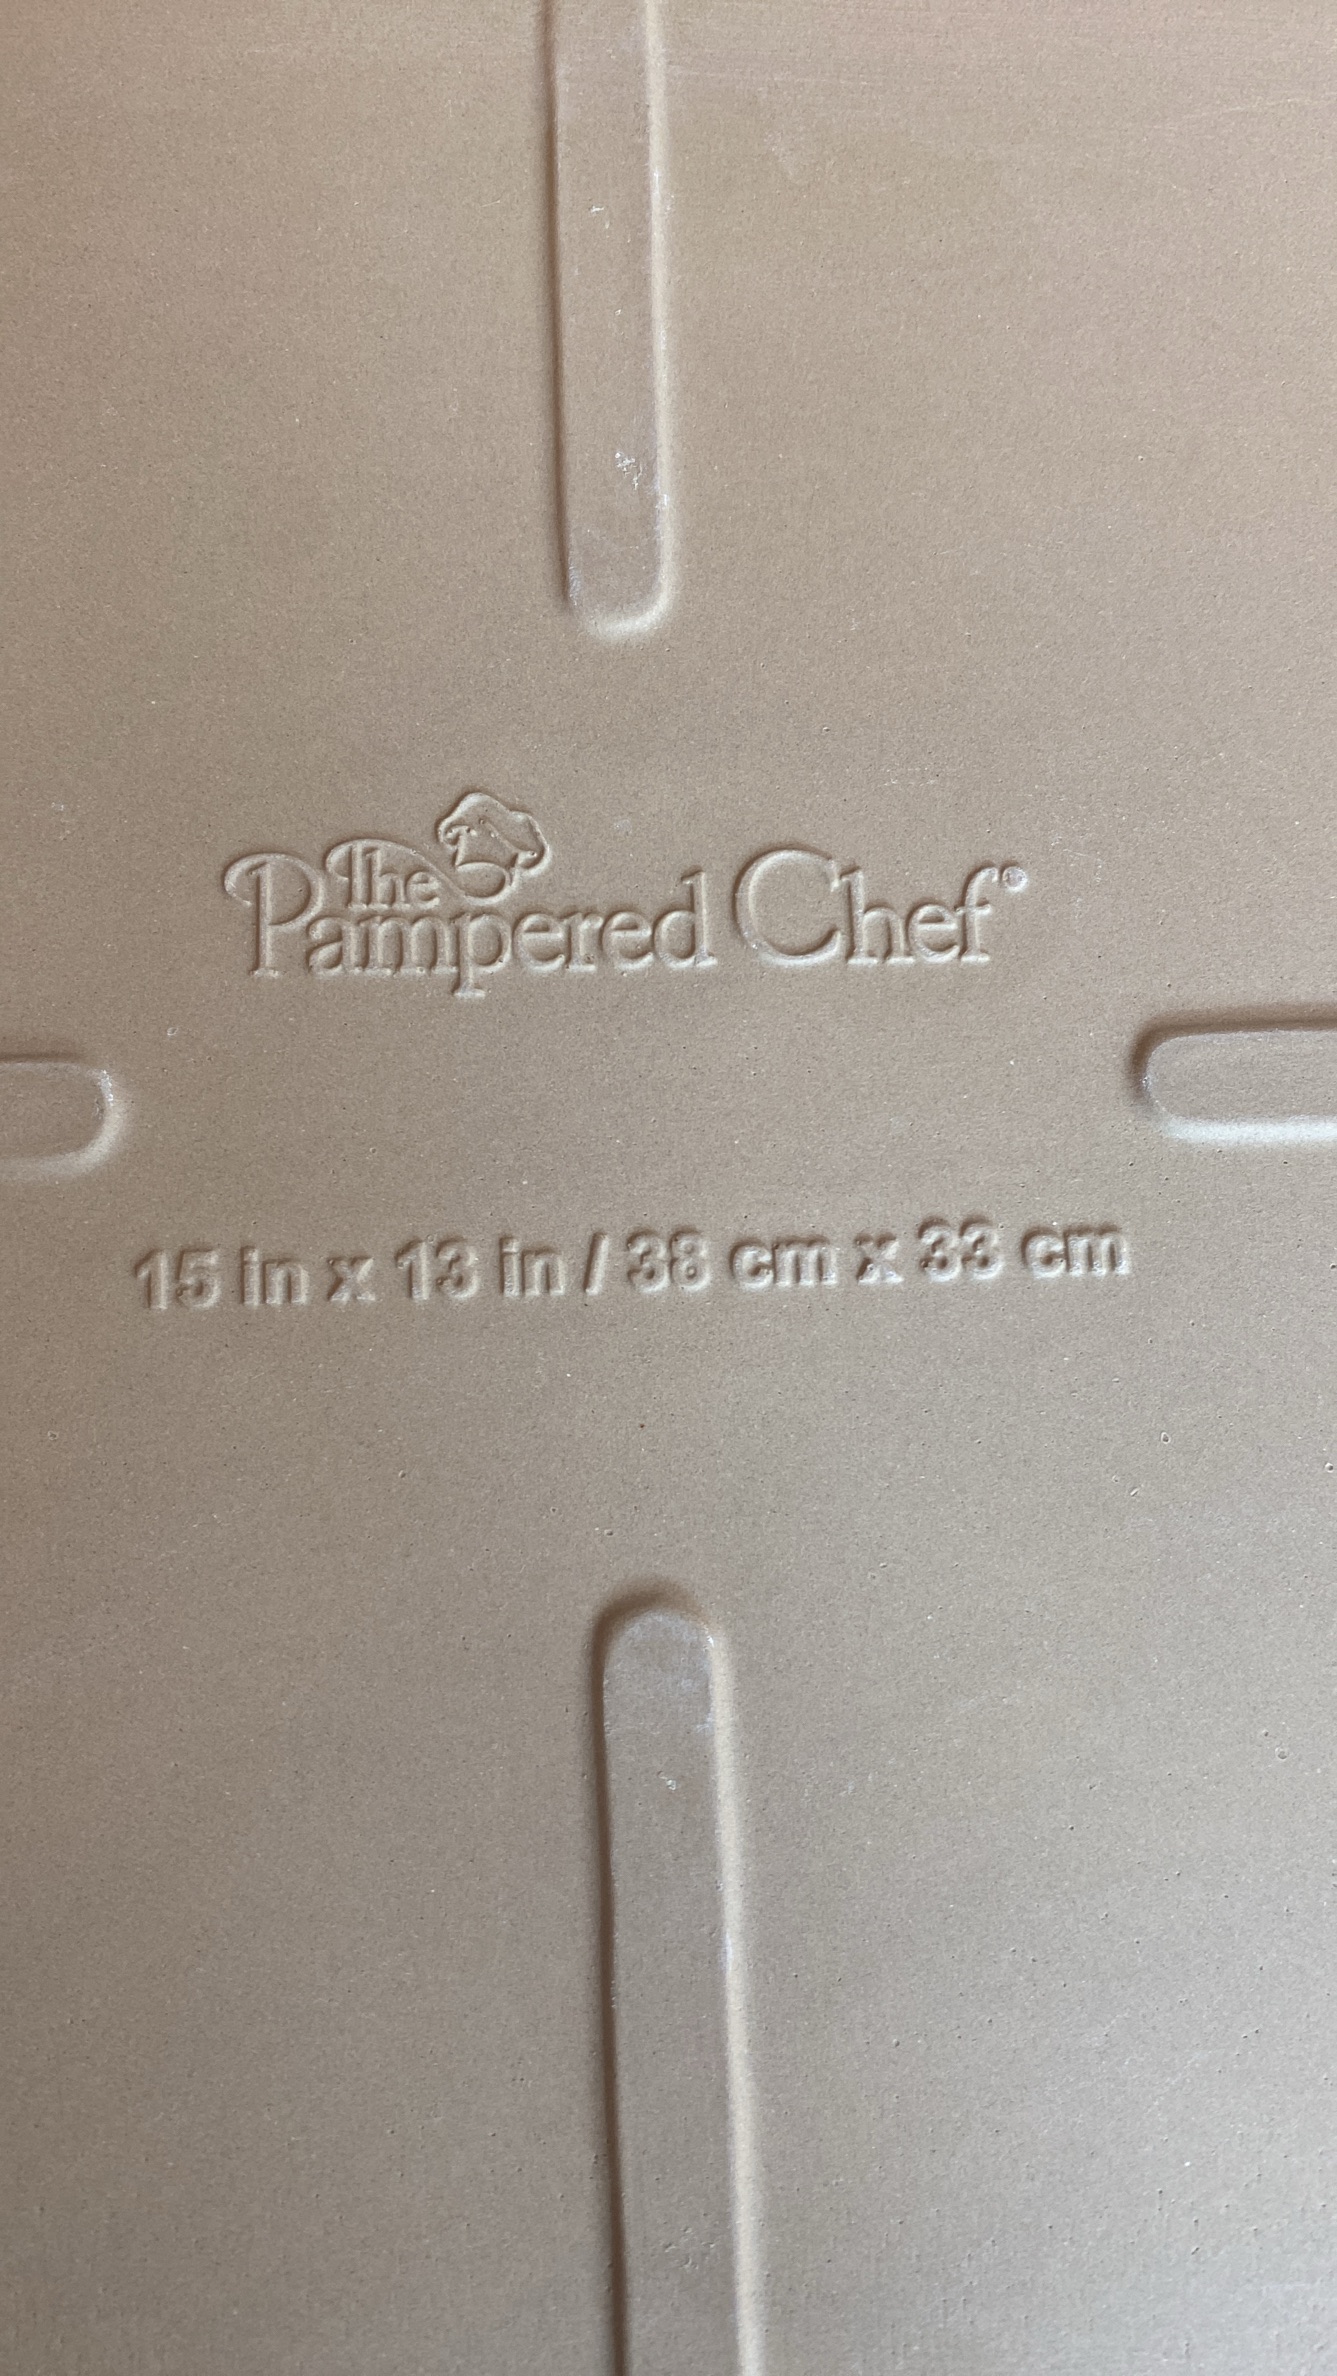 The
Pampered Chef®
15 in x 13 in / 38 cm x 33 cm